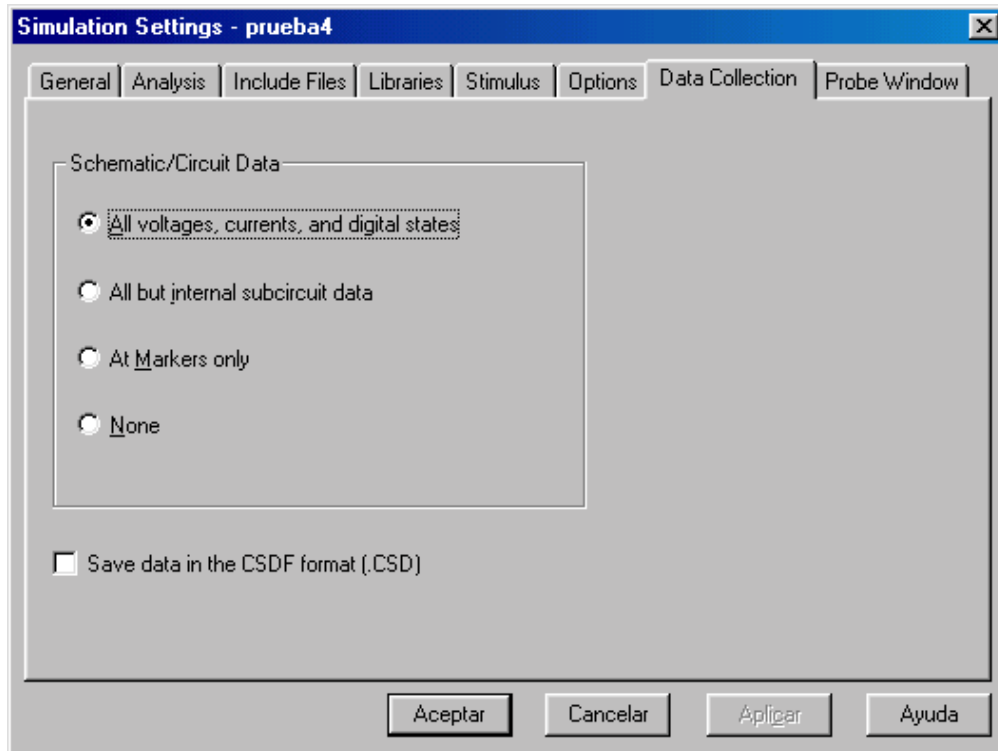 Simulation Settings - prueba4
General Analysis Include Files Libraries Stimulus Options Data Collection Probe Window
Schematic/Circuit Data
All voltages, currents, and digital states
All but internal subcircuit data
At Markers only
None
Save data in the CSDF format (.CSD)
Aceptar Cancelar Aplicar Ayuda